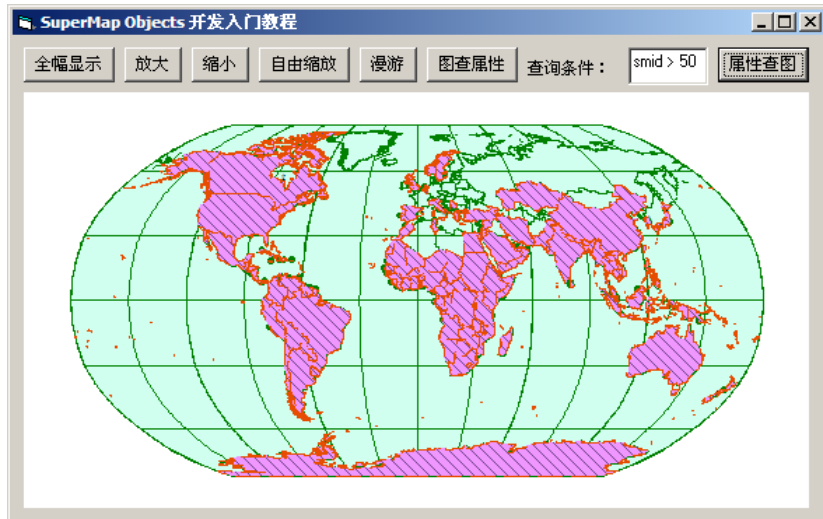 SuperMap Objects 开发入门教程
全幅显示 放大 缩小 自由缩放 漫游 图查属性 查询条件： smid > 50 属性查图